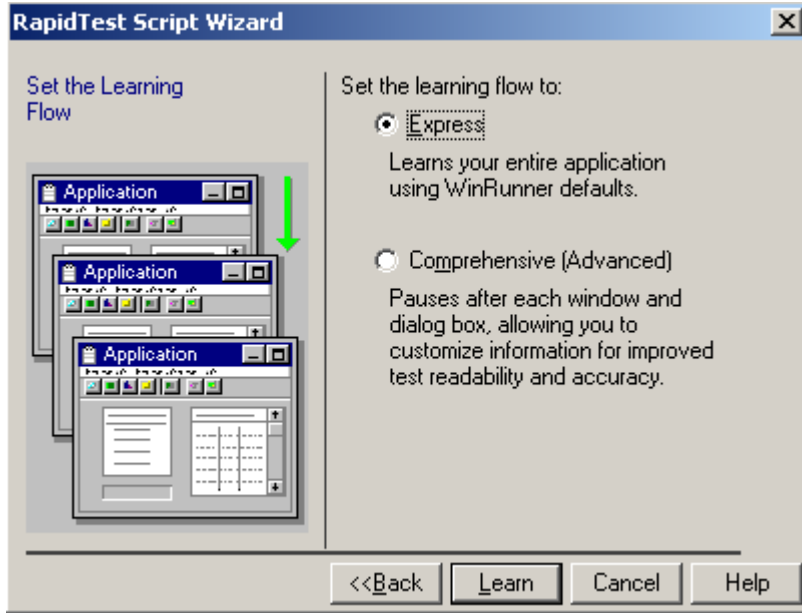 RapidTest Script Wizard
Set the Learning
Flow
Application
Application
Application
Set the learning flow to:
Express
Learns your entire application
using WinRunner defaults.
Comprehensive (Advanced)
Pauses after each window and
dialog box, allowing you to
customize information for improved
test readability and accuracy.
<<Back
Learn
Cancel
Help